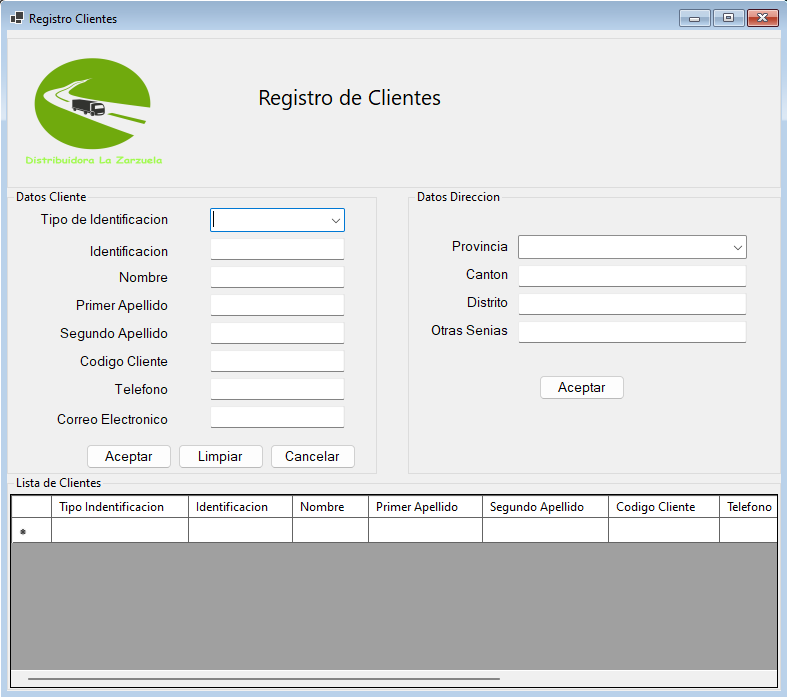 Registro Clientes
Registro de Clientes
Distribuidora La Zarzuela
Datos Cliente
Tipo de Identificacion
Identificacion
Nombre
Primer Apellido
Segundo Apellido
Codigo Cliente
Telefono
Correo Electronico
Aceptar Limpiar Cancelar
Datos Direccion
Provincia
Canton
Distrito
Otras Senias
Aceptar
Lista de Clientes
Tipo Indentificacion Identificacion Nombre Primer Apellido Segundo Apellido Codigo Cliente Telefono